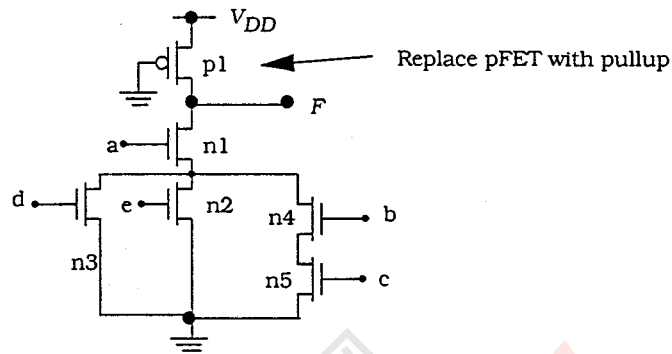 V_DD
p1
Replace pFET with pullup
F
a
n1
d
e
n2
n4
b
n3
n5
c